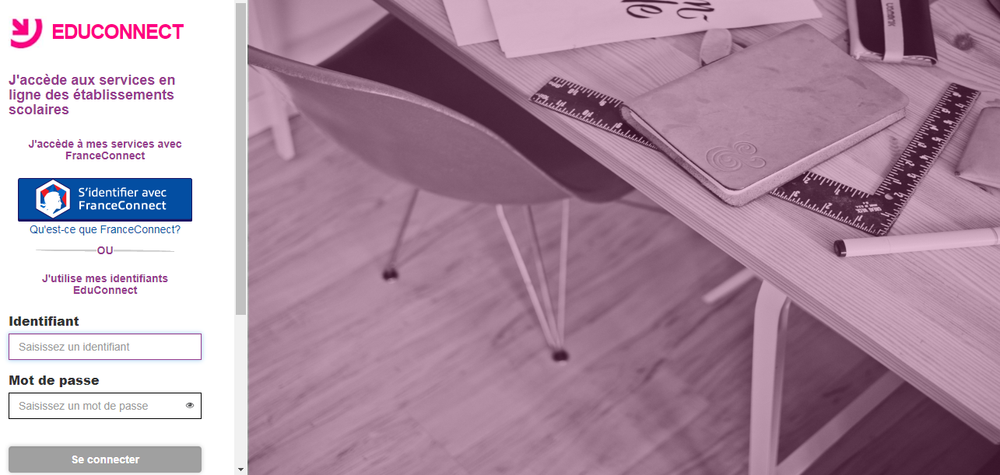 EDUCONNECT
J'accède aux services en
ligne des établissements
scolaires
J'accède à mes services avec
FranceConnect
S'identifier avec
FranceConnect
Qu'est-ce que FranceConnect?
OU
J'utilise mes identifiants
EduConnect
Identifiant
Saisissez un identifiant
Mot de passe
Saisissez un mot de passe
Se connecter